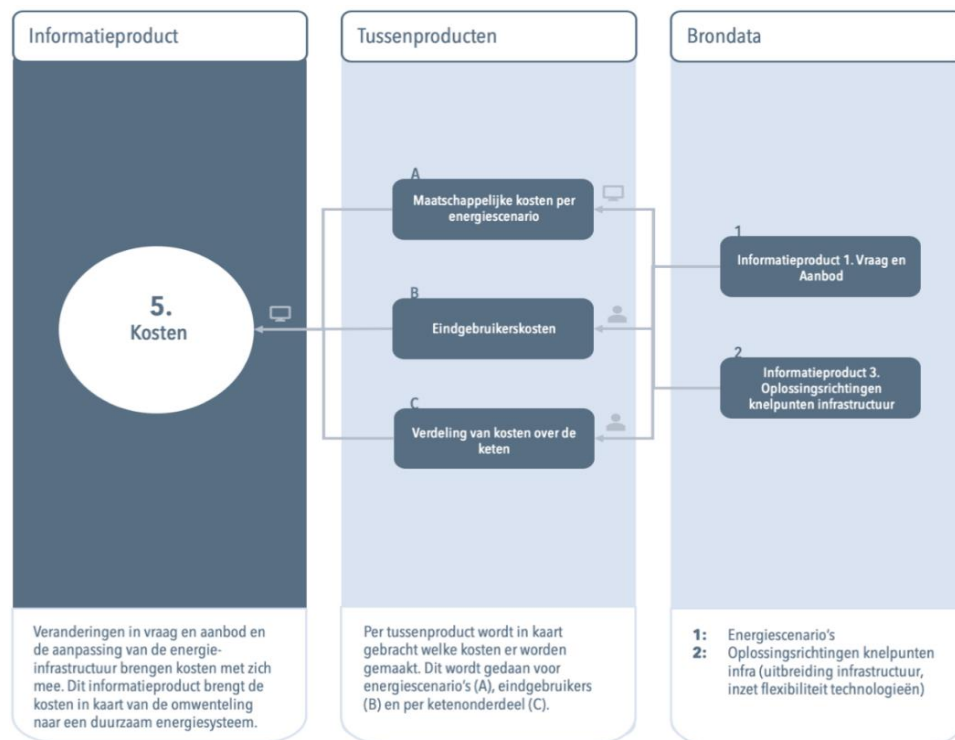 Informatieproduct
Tussenproducten
Brondata
5.
Kosten
A
Maatschappelijke kosten per
energiescenario
B
Eindgebruikerskosten
C
Verdeling van kosten over de
keten
1
Informatieproduct 1. Vraag en
Aanbod
2
Informatieproduct 3.
Oplossingsrichtingen
knelpunten infrastructuur
Veranderingen in vraag en aanbod en
de aanpassing van de energie-
infrastructuur brengen kosten met zich
mee. Dit informatieproduct brengt de
kosten in kaart van de omwenteling
naar een duurzaam energiesysteem.
Per tussenproduct wordt in kaart
gebracht welke kosten er worden
gemaakt. Dit wordt gedaan voor
energiescenario's (A), eindgebruikers
(B) en per ketenonderdeel (C).
1: Energiescenario's
2: Oplossingsrichtingen knelpunten
infra (uitbreiding infrastructuur,
inzet flexibiliteit technologieën)